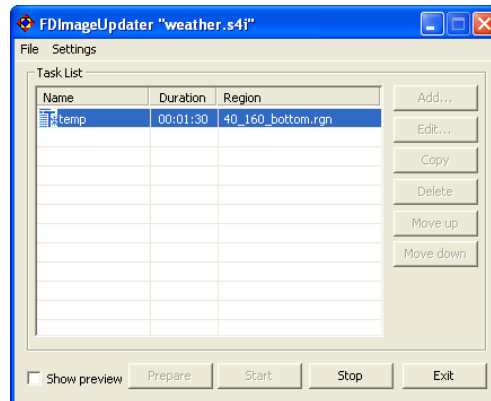 FDImageUpdater "weather.s4i"
File Settings
Task List
Name Duration Region
temp 00:01:30 40_160_bottom.rgn
Add...
Edit...
Copy
Delete
Move up
Move down
Show preview Prepare Start Stop Exit